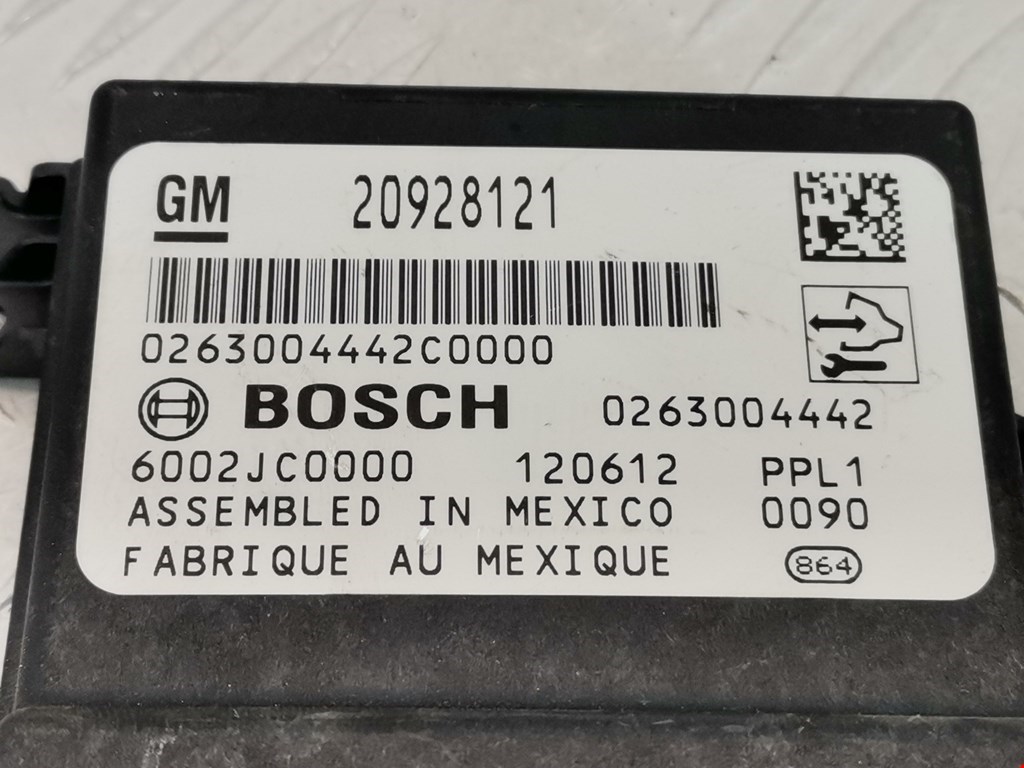 GM 20928121
0263004442C0000
BOSCH 0263004442
6002JC0000 120612 PPL1
ASSEMBLED IN MEXICO 0090
FABRIQUE AU MEXIQUE 864